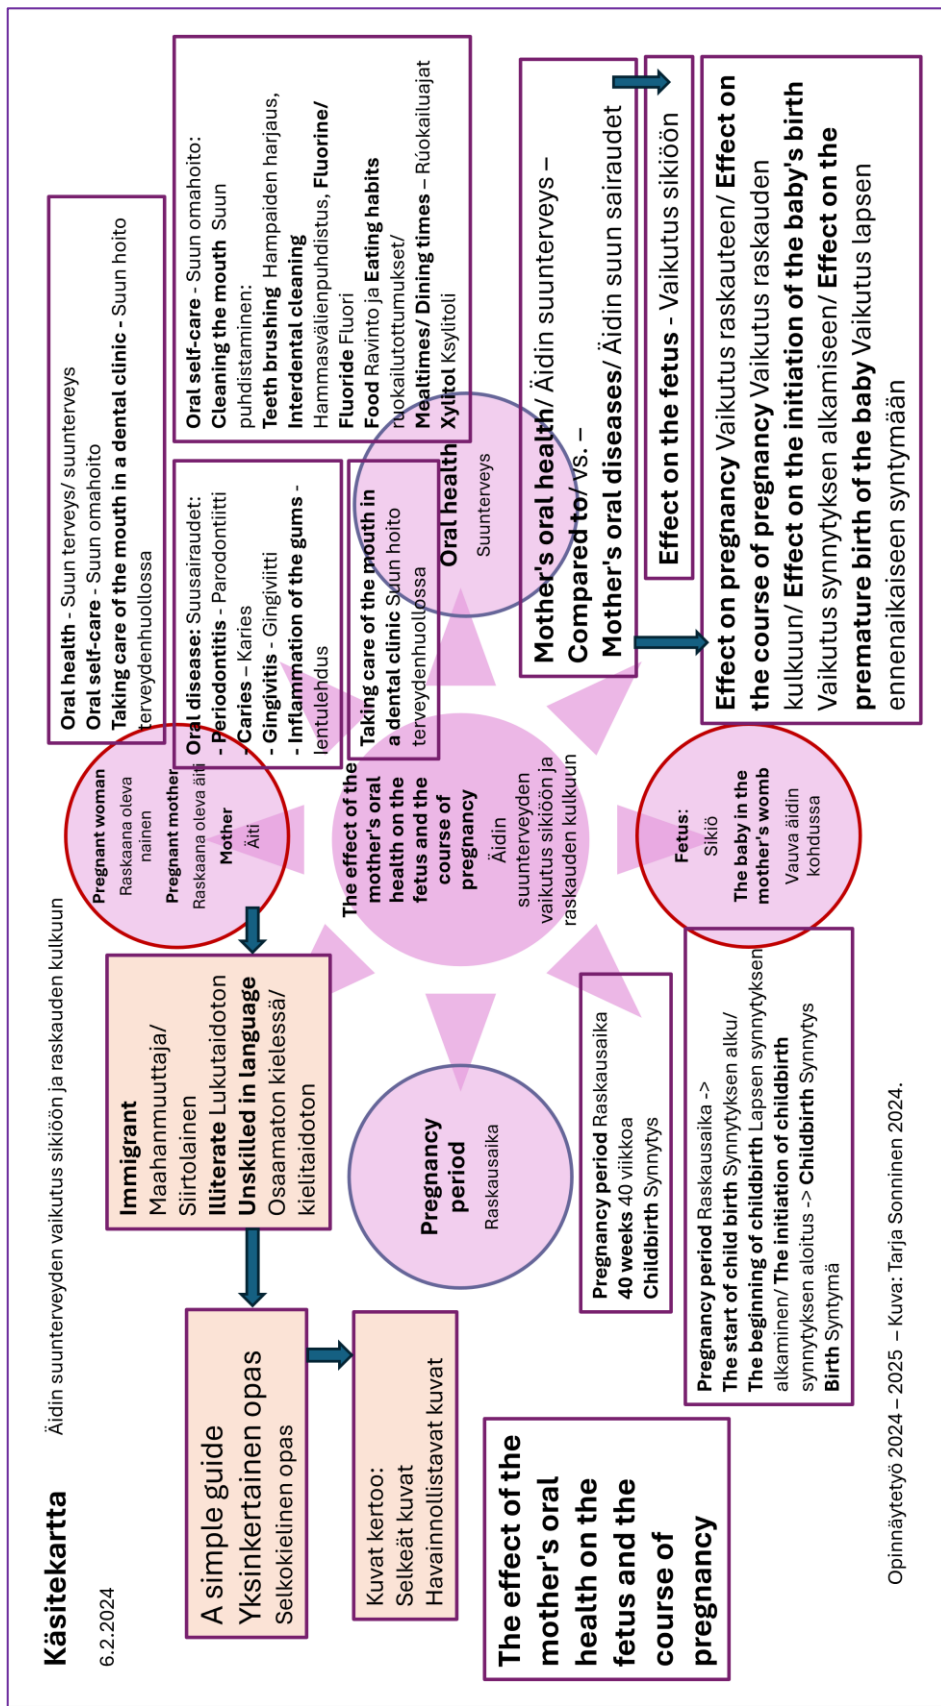 Käsitekartta
Äidin suunterveyden vaikutus sikiöön ja raskauden kulkuun
6.2.2024
A simple guide
Yksinkertainen opas
Selkokielinen opas
Kuvat kertoo:
Selkeät kuvat
Havainnollistavat kuvat
The effect of the
mother's oral
health on the
fetus and the
course of
pregnancy
Immigrant
Maahanmuuttaja/
Siirtolainen
Illiterate Lukutaidoton
Unskilled in language
Osaamaton kielessä/
kielitaidoton
Pregnancy
period
Raskausaika
Pregnancy period Raskausaika
40 weeks 40 viikkoa
Childbirth Synnytys
Pregnancy period Raskausaika ->
The start of child birth Synnytyksen alku/
The beginning of childbirth Lapsen synnytyksen
alkaminen/ The initiation of childbirth
synnytyksen aloitus -> Childbirth Synnytys
Birth Syntymä
Pregnant woman
Raskaana oleva
nainen
Pregnant mother
Raskaana oleva äiti
Mother
Äiti
The effect of the
mother's oral
health on the
fetus and the
course of
pregnancy
Äidin
suunterveyden
vaikutus sikiöön ja
raskauden kulkuun
Fetus:
Sikiö
The baby in the
mother's womb
Vauva äidin
kohdussa
Oral health - Suun terveys/ suunterveys
Oral self-care - Suun omahoito
Taking care of the mouth in a dental clinic - Suun hoito
terveydenhuollossa
Oral disease: Suusairaudet:
- Periodontitis - Parodontiitti
- Caries – Karies
- Gingivitis - Gingiviitti
- Inflammation of the gums -
Ientulehdus
Taking care of the mouth in
a dental clinic Suun hoito
terveydenhuollossa
Oral self-care - Suun omahoito:
Cleaning the mouth Suun
puhdistaminen:
Teeth brushing Hampaiden harjaus,
Interdental cleaning
Hammasvälienpuhdistus, Fluorine/
Fluoride Fluori
Food Ravinto ja Eating habits
ruokailutottumukset/
Mealtimes/ Dining times – Rúokailuajat
Xylitol Ksylitoli
Oral health
Suunterveys
Mother's oral health/ Äidin suunterveys –
Compared to/ vs. –
Mother's oral diseases/ Äidin suun sairaudet
Effect on the fetus - Vaikutus sikiöön
Effect on pregnancy Vaikutus raskauteen/ Effect on
the course of pregnancy Vaikutus raskauden
kulkuun/ Effect on the initiation of the baby's birth
Vaikutus synnytyksen alkamiseen/ Effect on the
premature birth of the baby Vaikutus lapsen
ennenaikaiseen syntymään
Opinnäytetyö 2024 – 2025 – Kuva: Tarja Sonninen 2024.